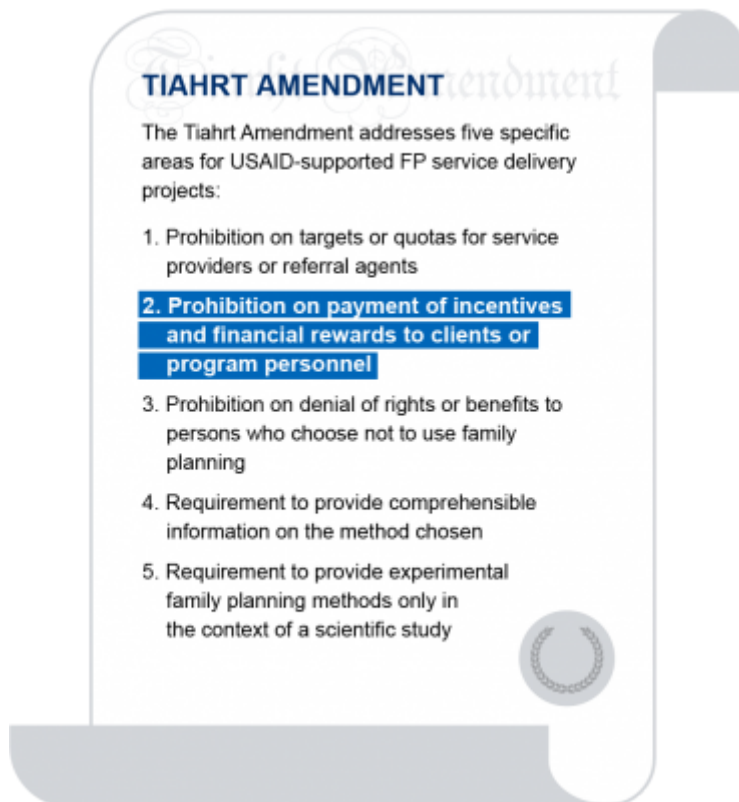 TIAHRT AMENDMENT
The Tiahrt Amendment addresses five specific
areas for USAID-supported FP service delivery
projects:
1. Prohibition on targets or quotas for service
providers or referral agents
2. Prohibition on payment of incentives
and financial rewards to clients or
program personnel
3. Prohibition on denial of rights or benefits to
persons who choose not to use family
planning
4. Requirement to provide comprehensible
information on the method chosen
5. Requirement to provide experimental
family planning methods only in
the context of a scientific study